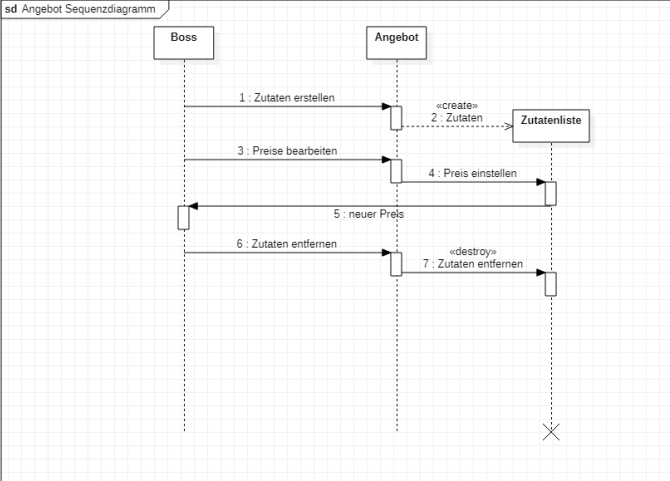 sd Angebot Sequenzdiagramm
Boss
Angebot
1 : Zutaten erstellen
«create»
2 : Zutaten
Zutatenliste
3 : Preise bearbeiten
4 : Preis einstellen
5 : neuer Preis
6 : Zutaten entfernen
«destroy»
7 : Zutaten entfernen